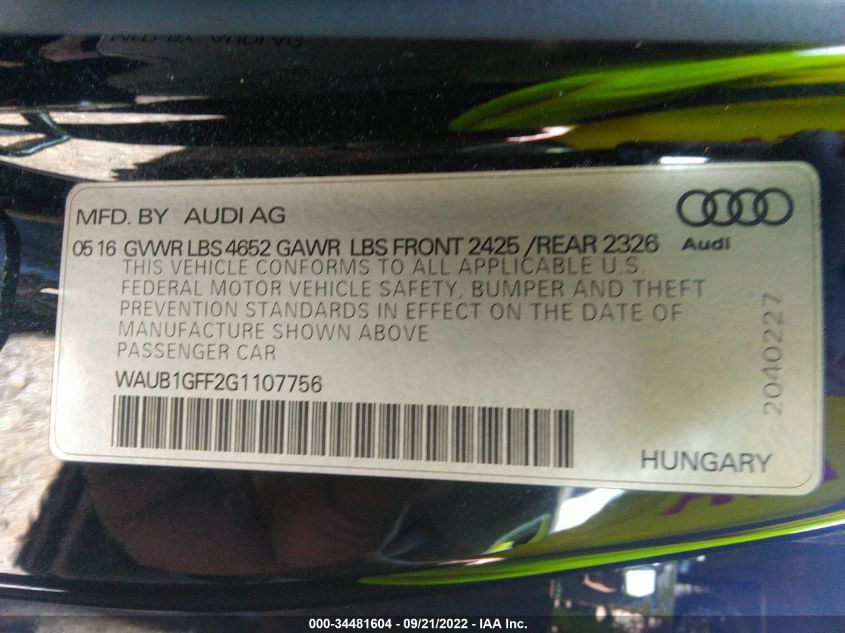 MFD. BY AUDI AG
05 16 GVWR LBS 4652 GAWR LBS FRONT 2425 /REAR 2326
Audi
THIS VEHICLE CONFORMS TO ALL APPLICABLE U.S.
FEDERAL MOTOR VEHICLE SAFETY, BUMPER AND THEFT
PREVENTION STANDARDS IN EFFECT ON THE DATE OF
MANUFACTURE SHOWN ABOVE
PASSENGER CAR
WAUB1GFF2G1107756
2040227
HUNGARY
000-34481604 / 09/21/2022 - IAA Inc.